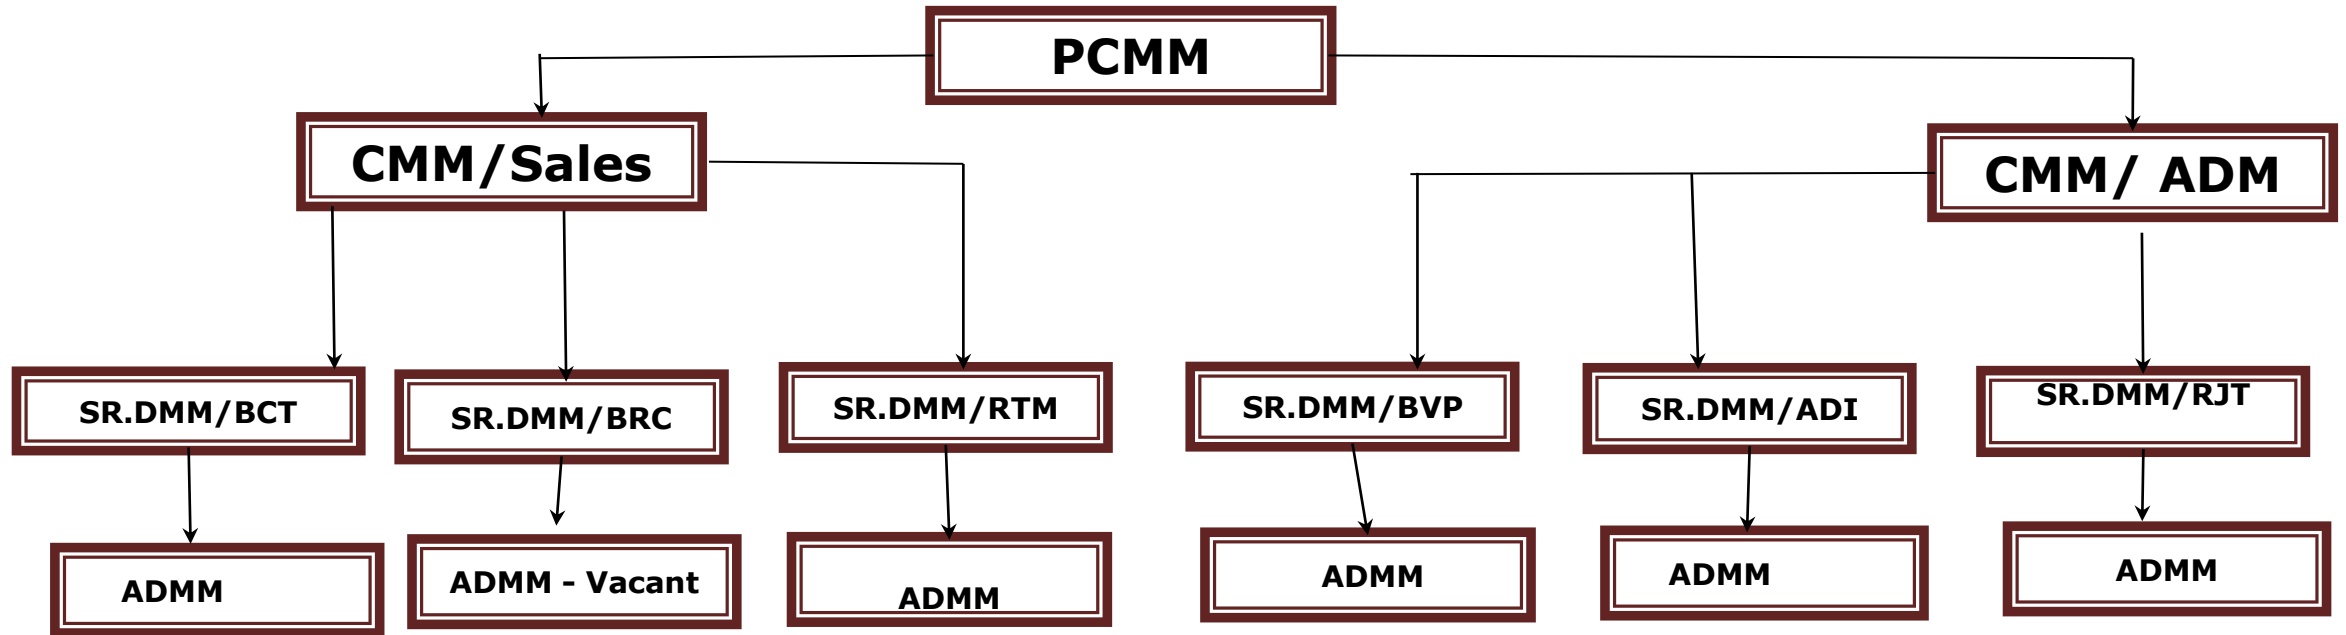 PCMM
CMM/Sales
CMM/ ADM
SR.DMM/BCT
SR.DMM/BRC
SR.DMM/RTM
SR.DMM/BVP
SR.DMM/ADI
SR.DMM/RJT
ADMM
ADMM – Vacant
ADMM
ADMM
ADMM
ADMM